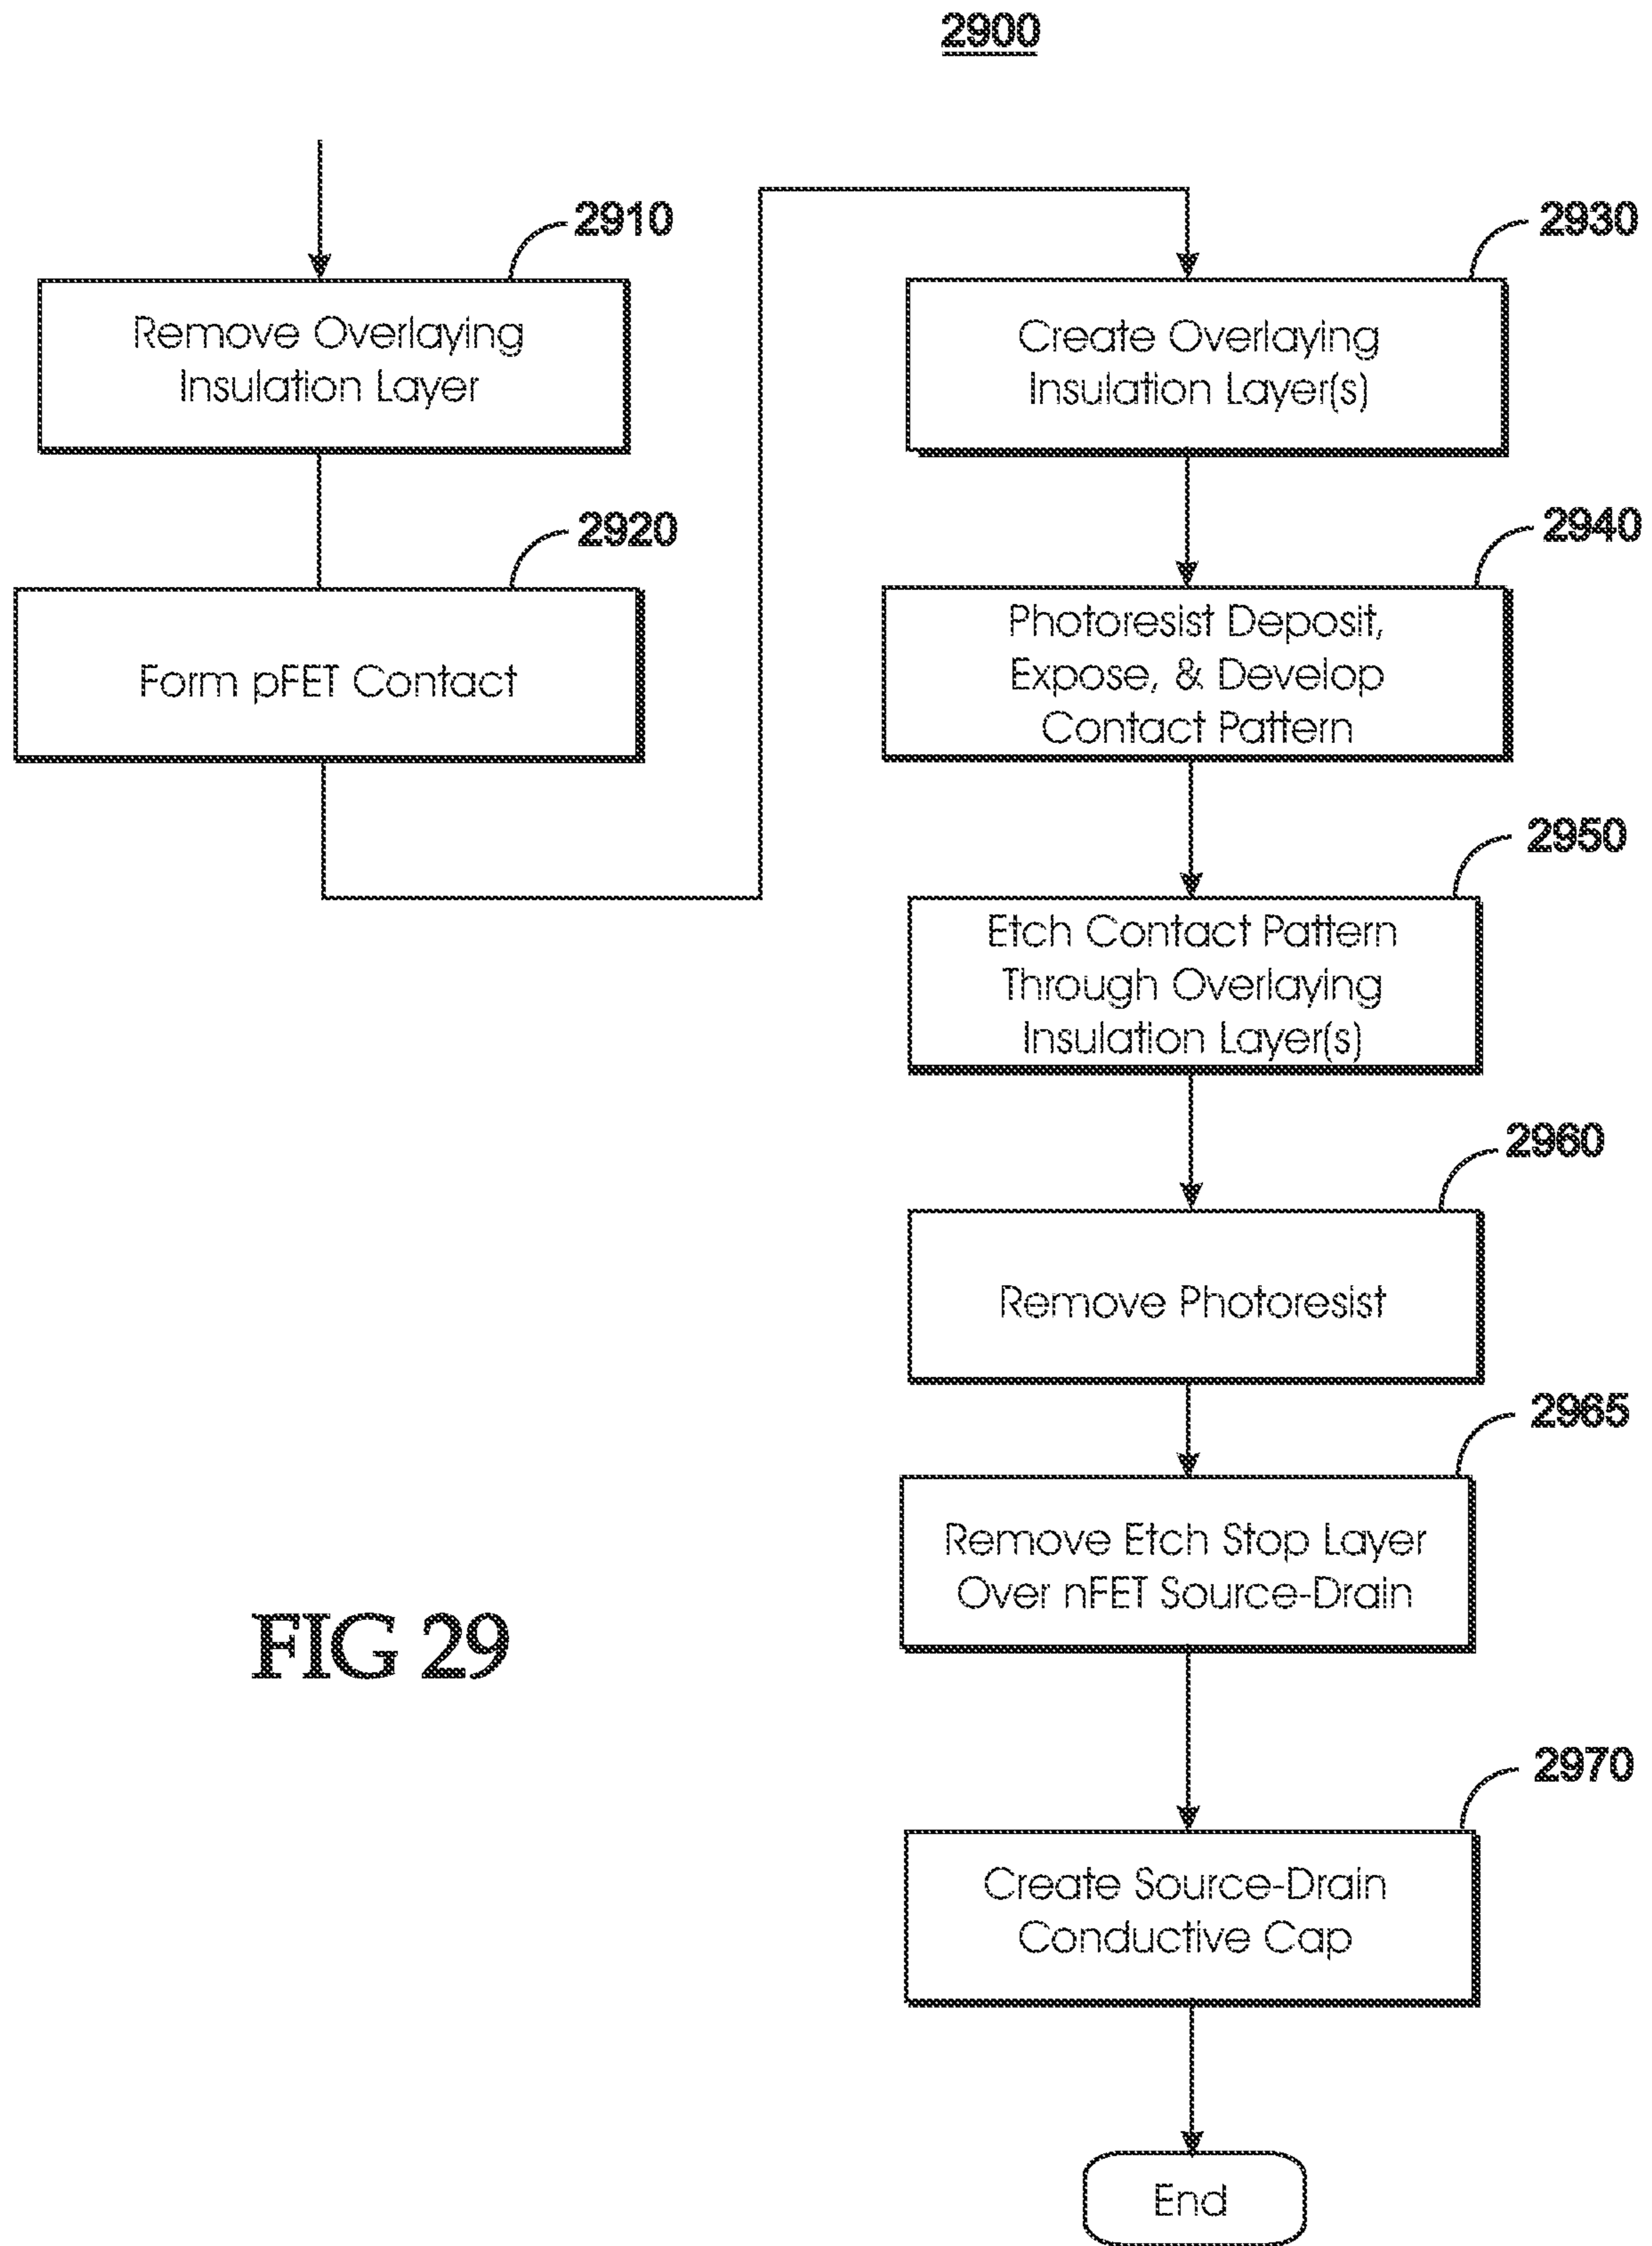 2900
2910
Remove Overlaying
Insulation Layer
2920
Form pFET Contact
2930
Create Overlaying
Insulation Layer(s)
2940
Photoresist Deposit,
Expose, & Develop
Contact Pattern
2950
Etch Contact Pattern
Through Overlaying
Insulation Layer(s)
2960
Remove Photoresist
2965
Remove Etch Stop Layer
Over nFET Source-Drain
2970
Create Source-Drain
Conductive Cap
End
FIG 29